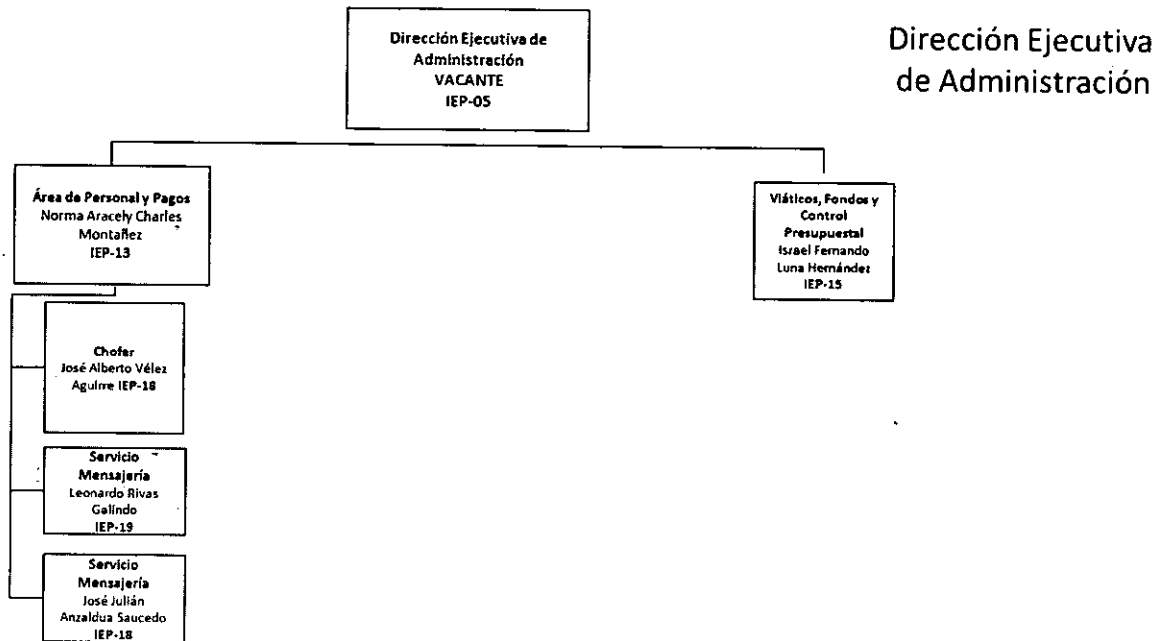 Dirección Ejecutiva
de Administración
Dirección Ejecutiva de
Administración
VACANTE
IEP-05
Área de Personal y Pagos
Norma Aracely Charles
Montañez
IEP-13
Viáticos, Fondos y
Control
Presupuestal
Israel Fernando
Luna Hernández
IEP-15
Chofer
José Alberto Vélez
Aguirre IEP-18
Servicio
Mensajería
Leonardo Rivas
Galindo
IEP-19
Servicio
Mensajería
José Julián
Anzaldua Saucedo
IEP-18